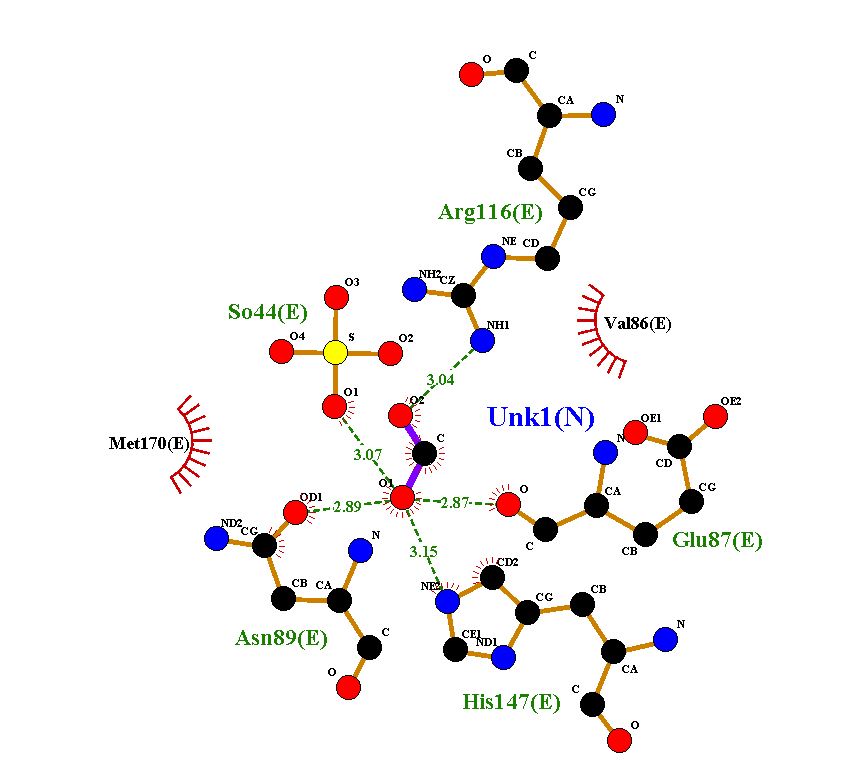 O C
CA N
CB
CG
Arg116(E)
NE CD
NH2 CZ
O3
So44(E)
NH1
Val86(E)
O4 S O2
3.04
O1 O2
Unk1(N)
OE1 OE2
Met170(E)
3.07 C N
CD
O1
OD1 2.89 2.87 O CA CG
ND2 CG N
C CB Glu87(E)
3.15
CD2
CB CA NE2 CG CB
Asn89(E) C CE1 ND1 N
CA
O
His147(E) C
O